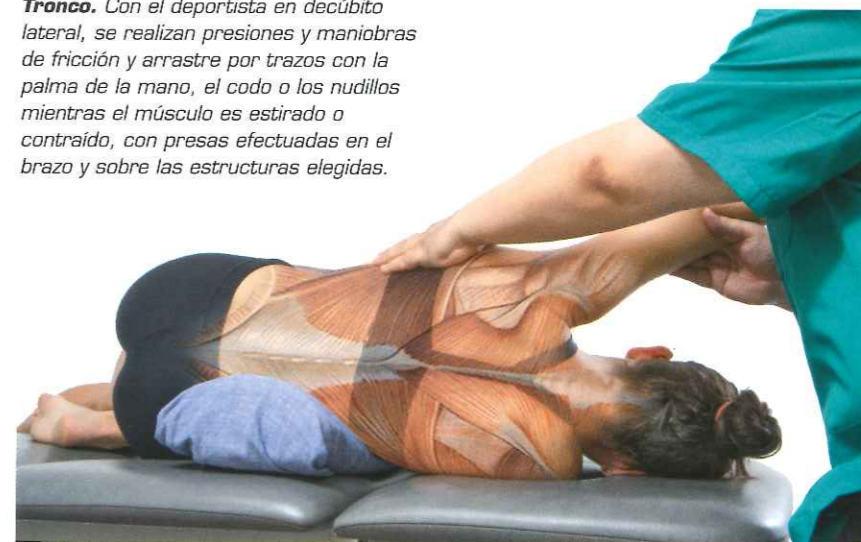 Tronco. Con el deportista en decúbito
lateral, se realizan presiones y maniobras
de fricción y arrastre por trazos con la
palma de la mano, el codo o los nudillos
mientras el músculo es estirado o
contraído, con presas efectuadas en el
brazo y sobre las estructuras elegidas.